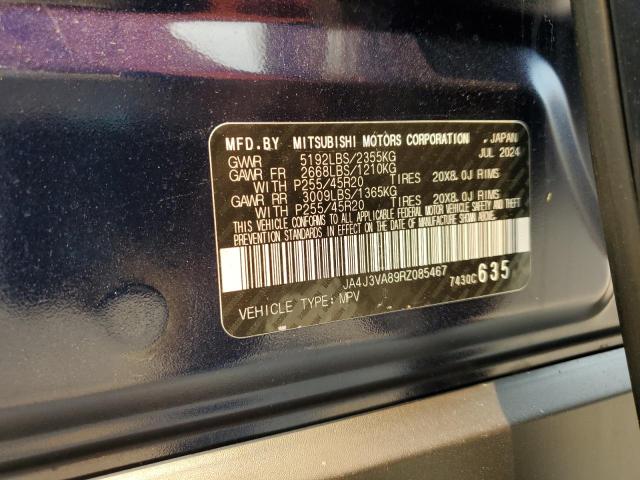 MFD.BY MITSUBISHI MOTORS CORPORATION JAPAN
GVWR 5192LBS/2355KG JUL 2024
GAWR FR 2668LBS/1210KG
WITH P255/45R20 TIRES 20X8.0J RIMS
GAWR RR 3009LBS/1365KG
WITH P255/45R20 TIRES 20X8.0J RIMS
THIS VEHICLE CONFORMS TO ALL APPLICABLE FEDERAL MOTOR VEHICLE SAFETY AND THEFT
PREVENTION STANDARDS IN EFFECT ON THE DATE OF MANUFACTURE SHOWN ABOVE.
JA4J3VA89RZ085467
7430C 635
VEHICLE TYPE: MPV